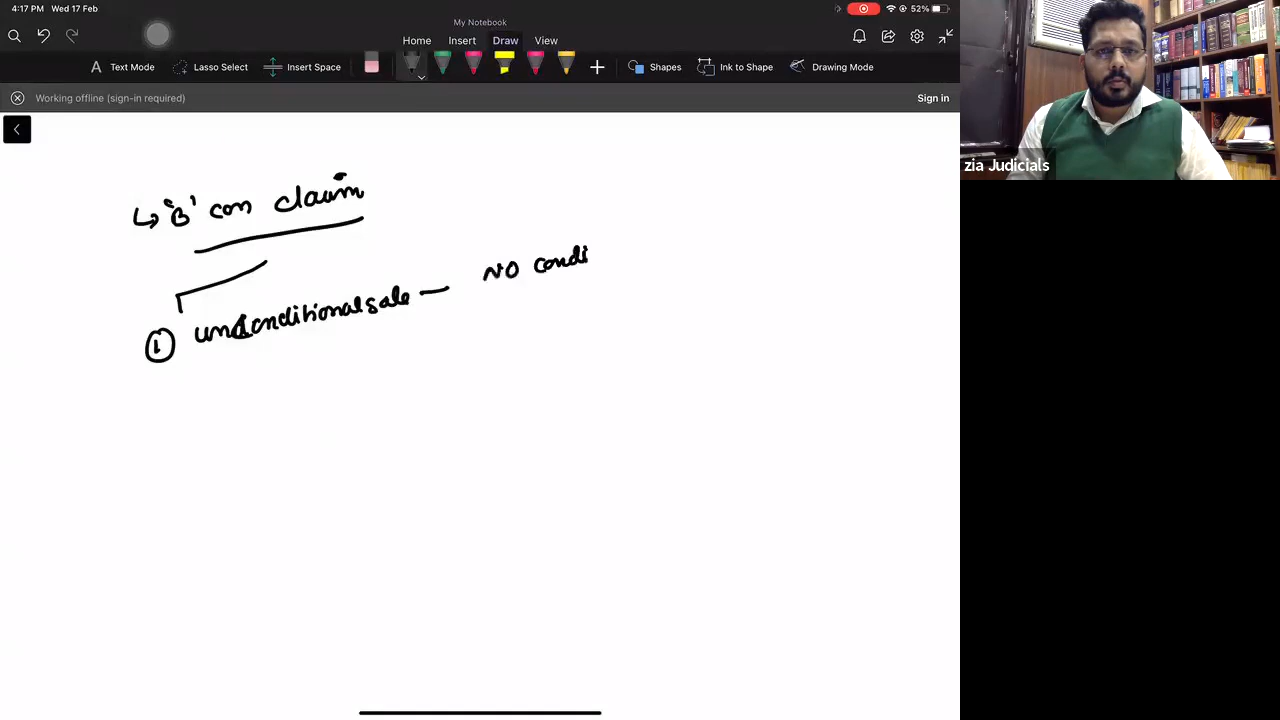 4:17 PM Wed 17 Feb
52%
My Notebook
Home Insert Draw View
Text Mode Lasso Select Insert Space Shapes Ink to Shape Drawing Mode
Working offline (sign-in required) Sign in
zia Judicials
↳ 'B' can claim
① unconditional sale — NO condi